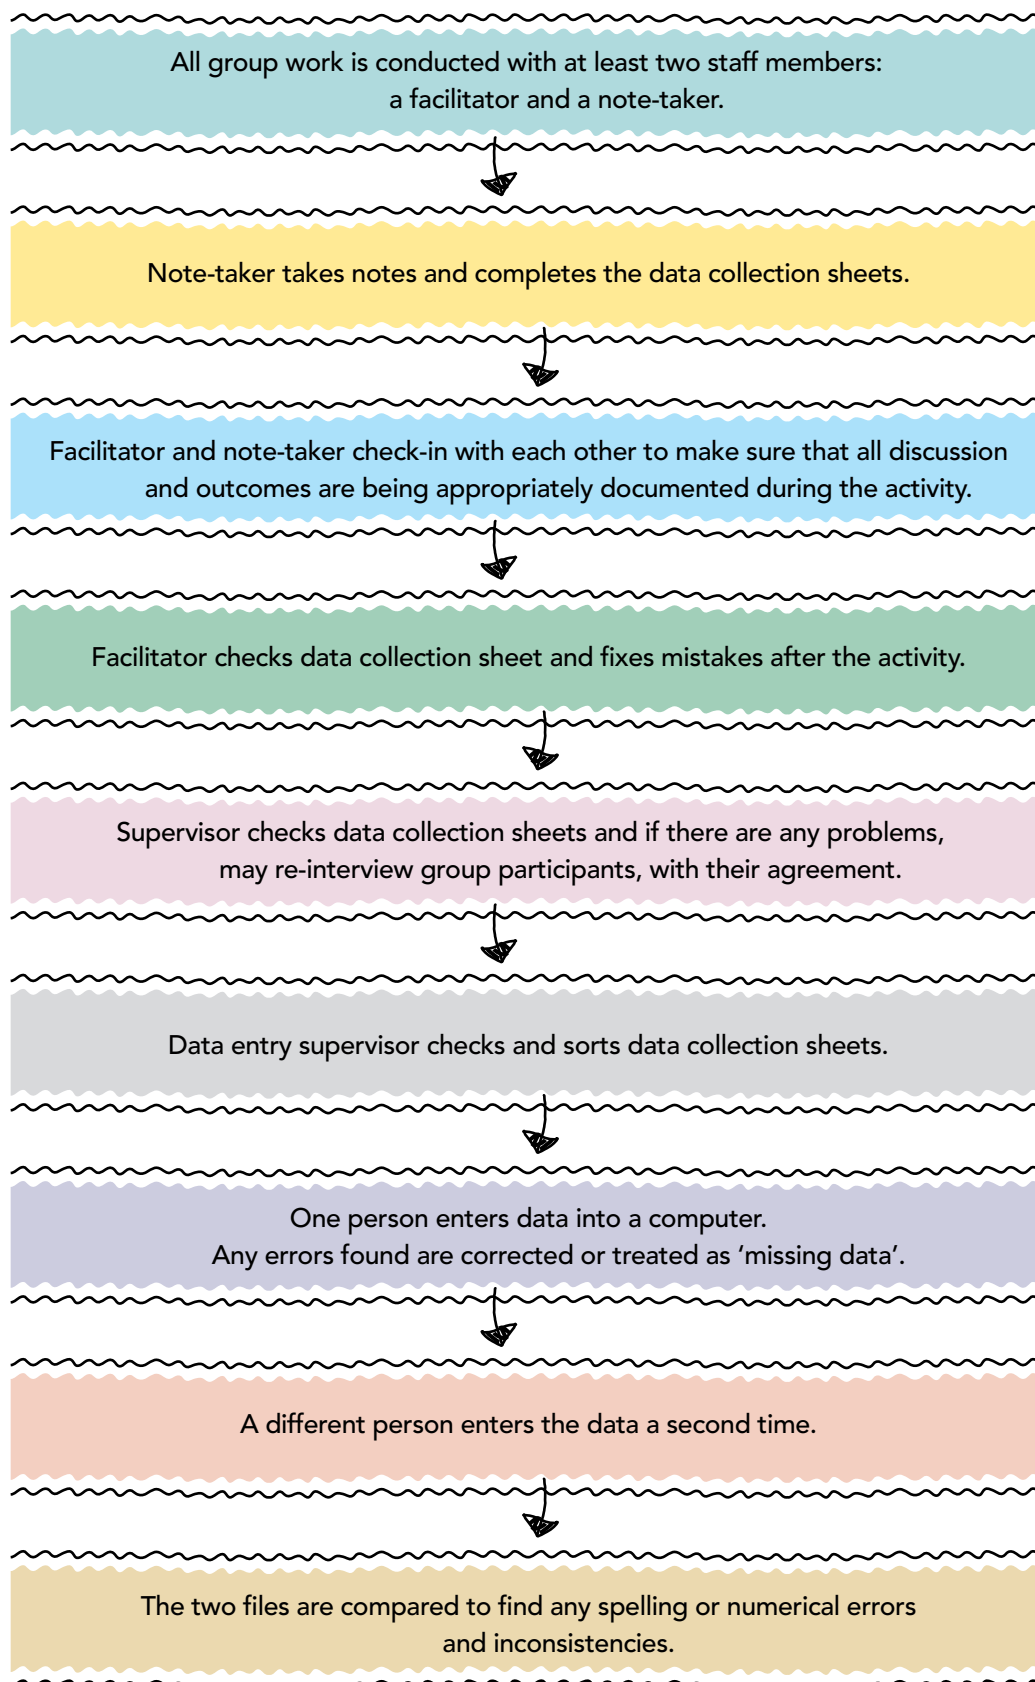 All group work is conducted with at least two staff members:
a facilitator and a note-taker.
Note-taker takes notes and completes the data collection sheets.
Facilitator and note-taker check-in with each other to make sure that all discussion
and outcomes are being appropriately documented during the activity.
Facilitator checks data collection sheet and fixes mistakes after the activity.
Supervisor checks data collection sheets and if there are any problems,
may re-interview group participants, with their agreement.
Data entry supervisor checks and sorts data collection sheets.
One person enters data into a computer.
Any errors found are corrected or treated as ‘missing data’.
A different person enters the data a second time.
The two files are compared to find any spelling or numerical errors
and inconsistencies.